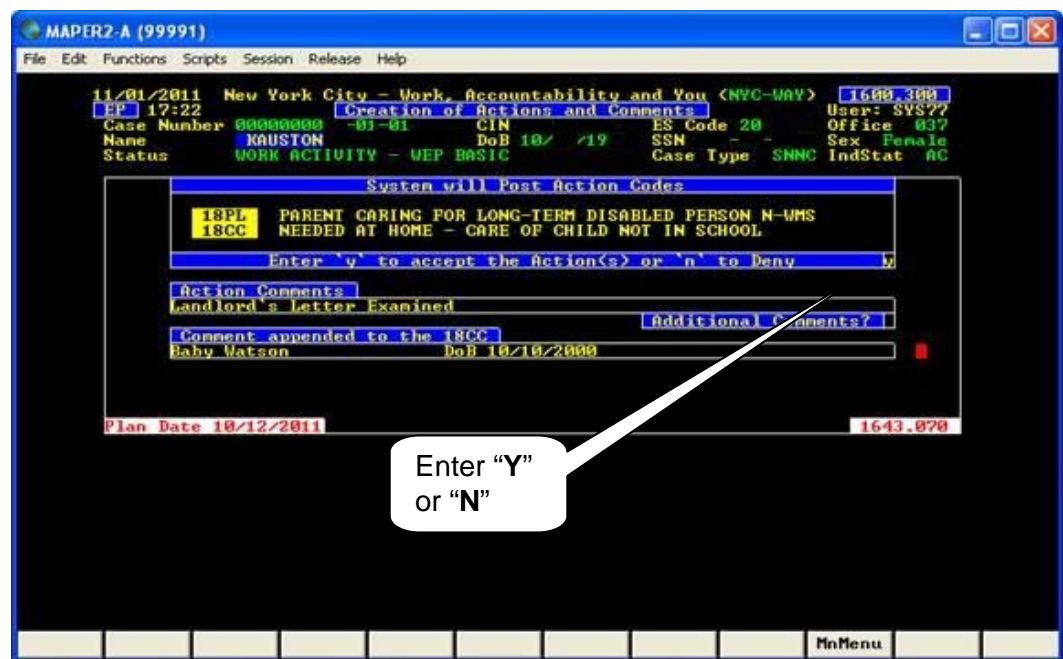 MAPER2-A (99991)
File Edit Functions Scripts Session Release Help
11/01/2011 New York City - Work, Accountability and You (NYC-WAY) 1600.300
EP 17:22 Creation of Actions and Comments User: SYS77
Case Number 00000000 -01-01 CIN ES Code 20 Office 037
Name KAUSTON DoB 10/ /19 SSN - - Sex Female
Status WORK ACTIVITY - WEP BASIC Case Type SNNC IndStat AC
System will Post Action Codes
18PL PARENT CARING FOR LONG-TERM DISABLED PERSON N-WMS
18CC NEEDED AT HOME - CARE OF CHILD NOT IN SCHOOL
Enter 'y' to accept the Action(s) or 'n' to Deny y
Action Comments
Landlord's Letter Examined
Additional Comments?
Comment appended to the 18CC
Baby Watson DoB 10/10/2000
Plan Date 10/12/2011 1643.070
Enter “Y”
or “N”
MnMenu